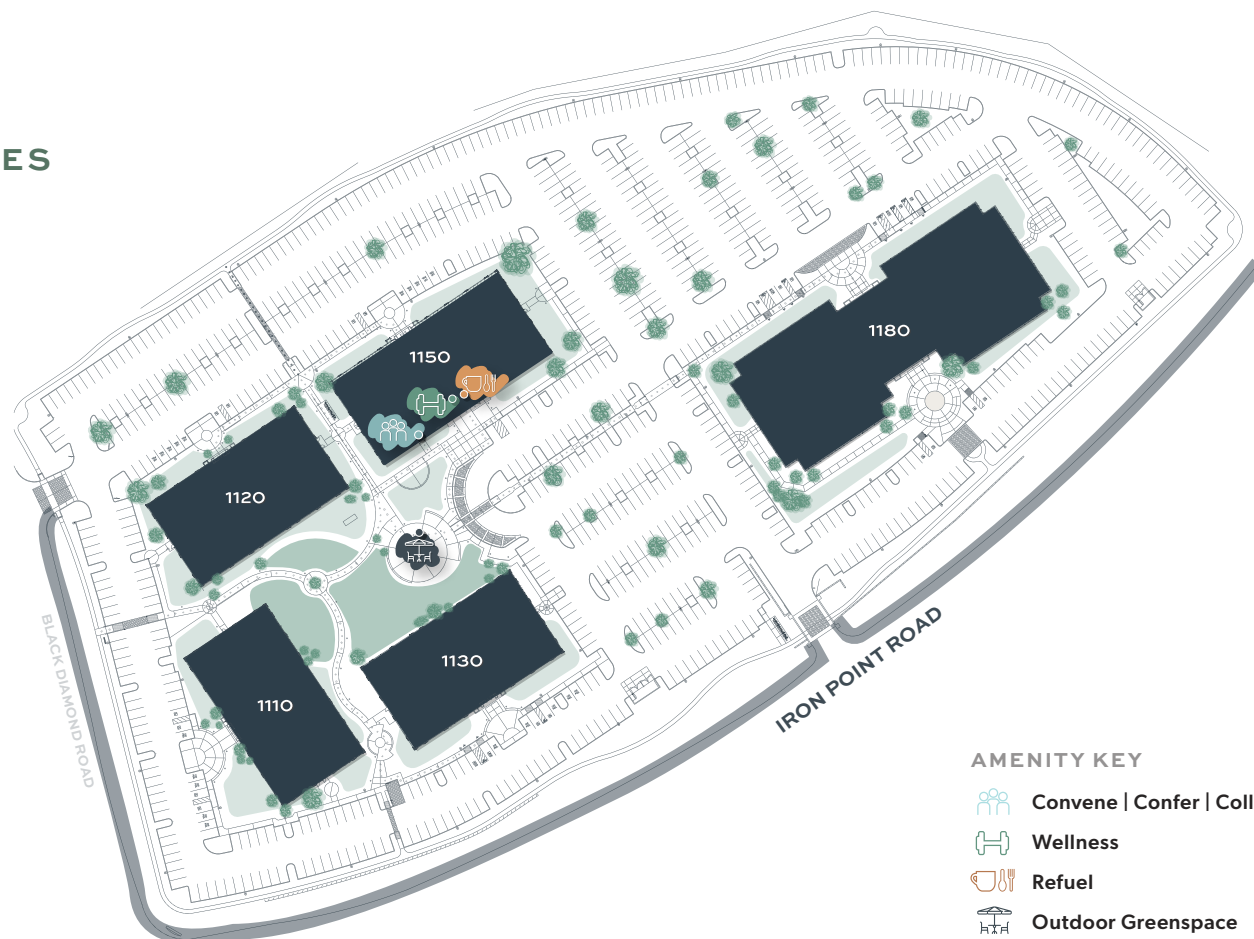 ES
1180
1150
1120
1130
1110
BLACK DIAMOND ROAD
IRON POINT ROAD
AMENITY KEY
Convene | Confer | Coll
Wellness
Refuel
Outdoor Greenspace